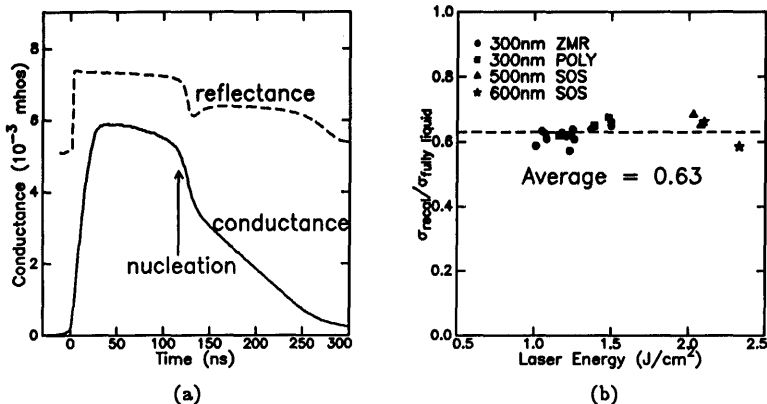 8
6
4
2
0
Conductance (10⁻³ mhos)
reflectance
conductance
nucleation
0 50 100 150 200 250 300
Time (ns)
(a)
1.0
0.8
0.6
0.4
0.2
0.0
σrecal/σfully liquid
300nm ZMR
300nm POLY
500nm SOS
600nm SOS
Average = 0.63
0.5 1.0 1.5 2.0 2.5
Laser Energy (J/cm²)
(b)